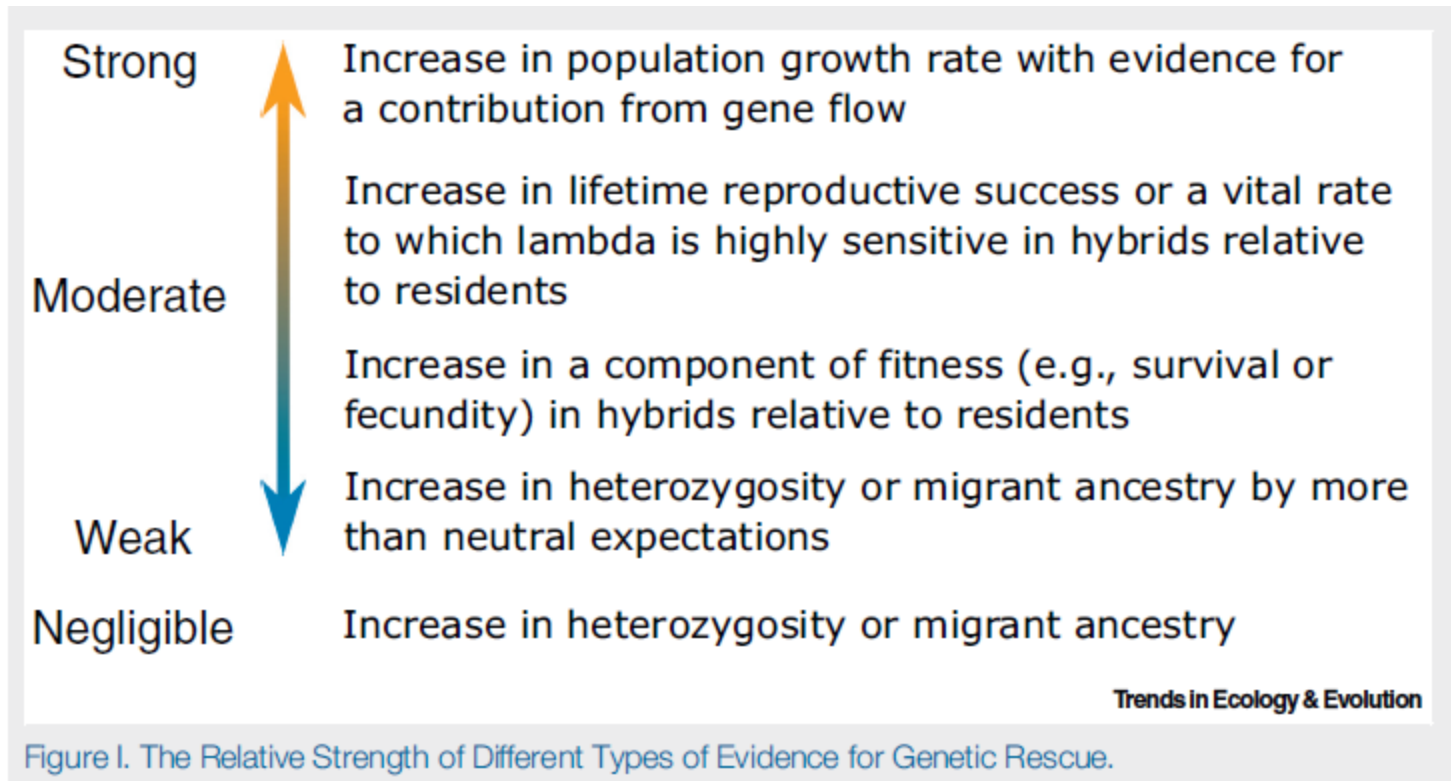 Strong
Increase in population growth rate with evidence for
a contribution from gene flow
Increase in lifetime reproductive success or a vital rate
to which lambda is highly sensitive in hybrids relative
to residents
Moderate
Increase in a component of fitness (e.g., survival or
fecundity) in hybrids relative to residents
Increase in heterozygosity or migrant ancestry by more
than neutral expectations
Weak
Negligible
Increase in heterozygosity or migrant ancestry
Trends in Ecology & Evolution
Figure I. The Relative Strength of Different Types of Evidence for Genetic Rescue.